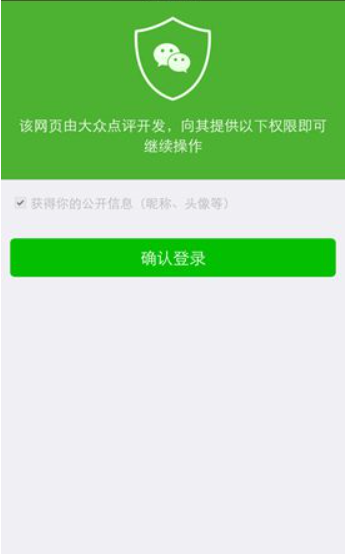 该网页由大众点评开发，向其提供以下权限即可
继续操作
获得你的公开信息（昵称、头像等）
确认登录